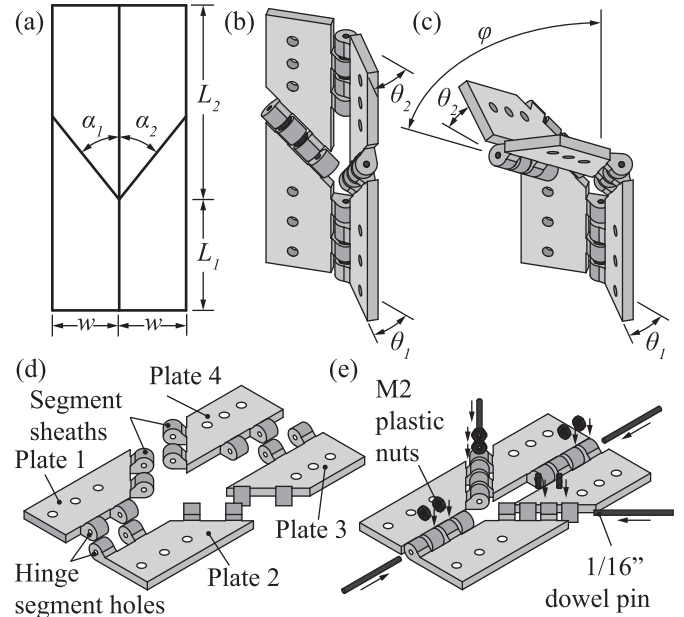 (a)
α1
α2
L2
L1
w
w
(b)
θ2
θ1
(c)
φ
θ2
θ1
(d)
Plate 4
Segment
sheaths
Plate 1
Plate 3
Hinge
segment holes
Plate 2
(e)
M2
plastic
nuts
1/16”
dowel pin